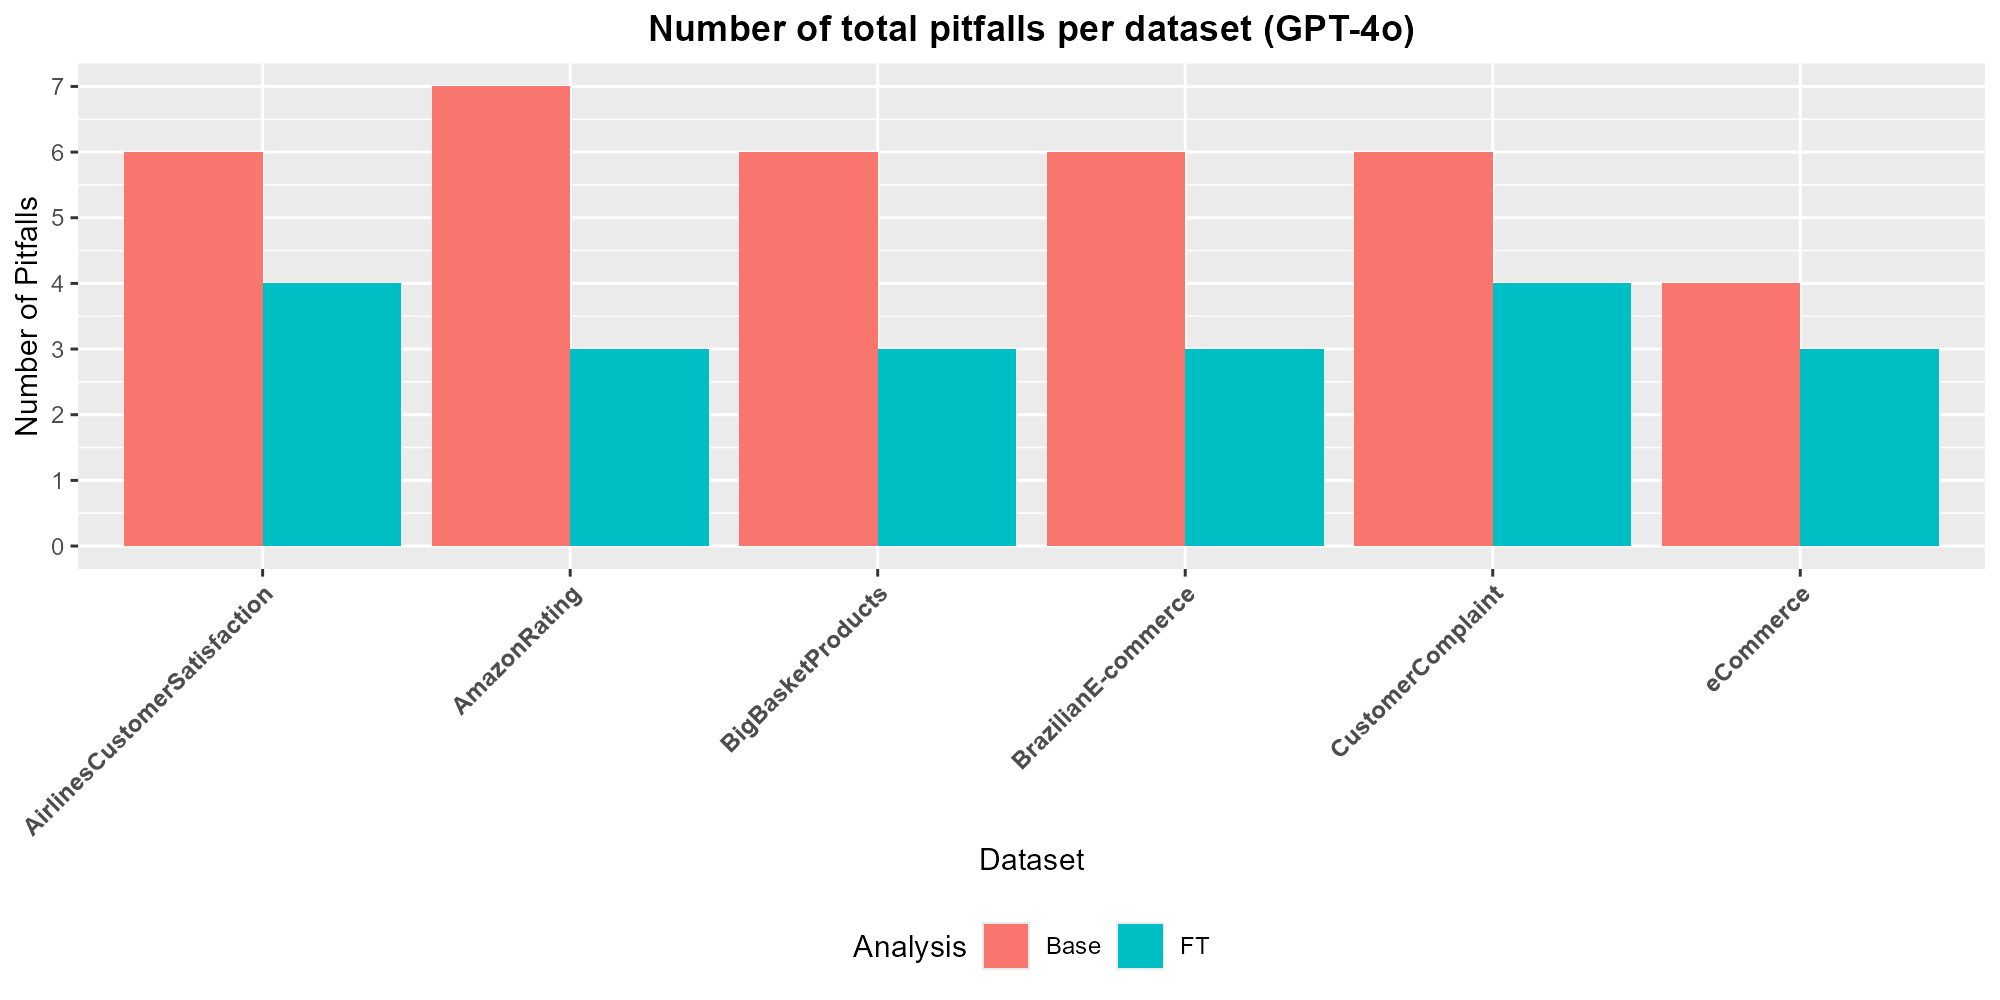 Number of total pitfalls per dataset (GPT-4o)
Number of Pitfalls
7
6
5
4
3
2
1
0
AirlinesCustomerSatisfaction
AmazonRating
BigBasketProducts
BrazilianE-commerce
CustomerComplaint
eCommerce
Dataset
Analysis Base FT